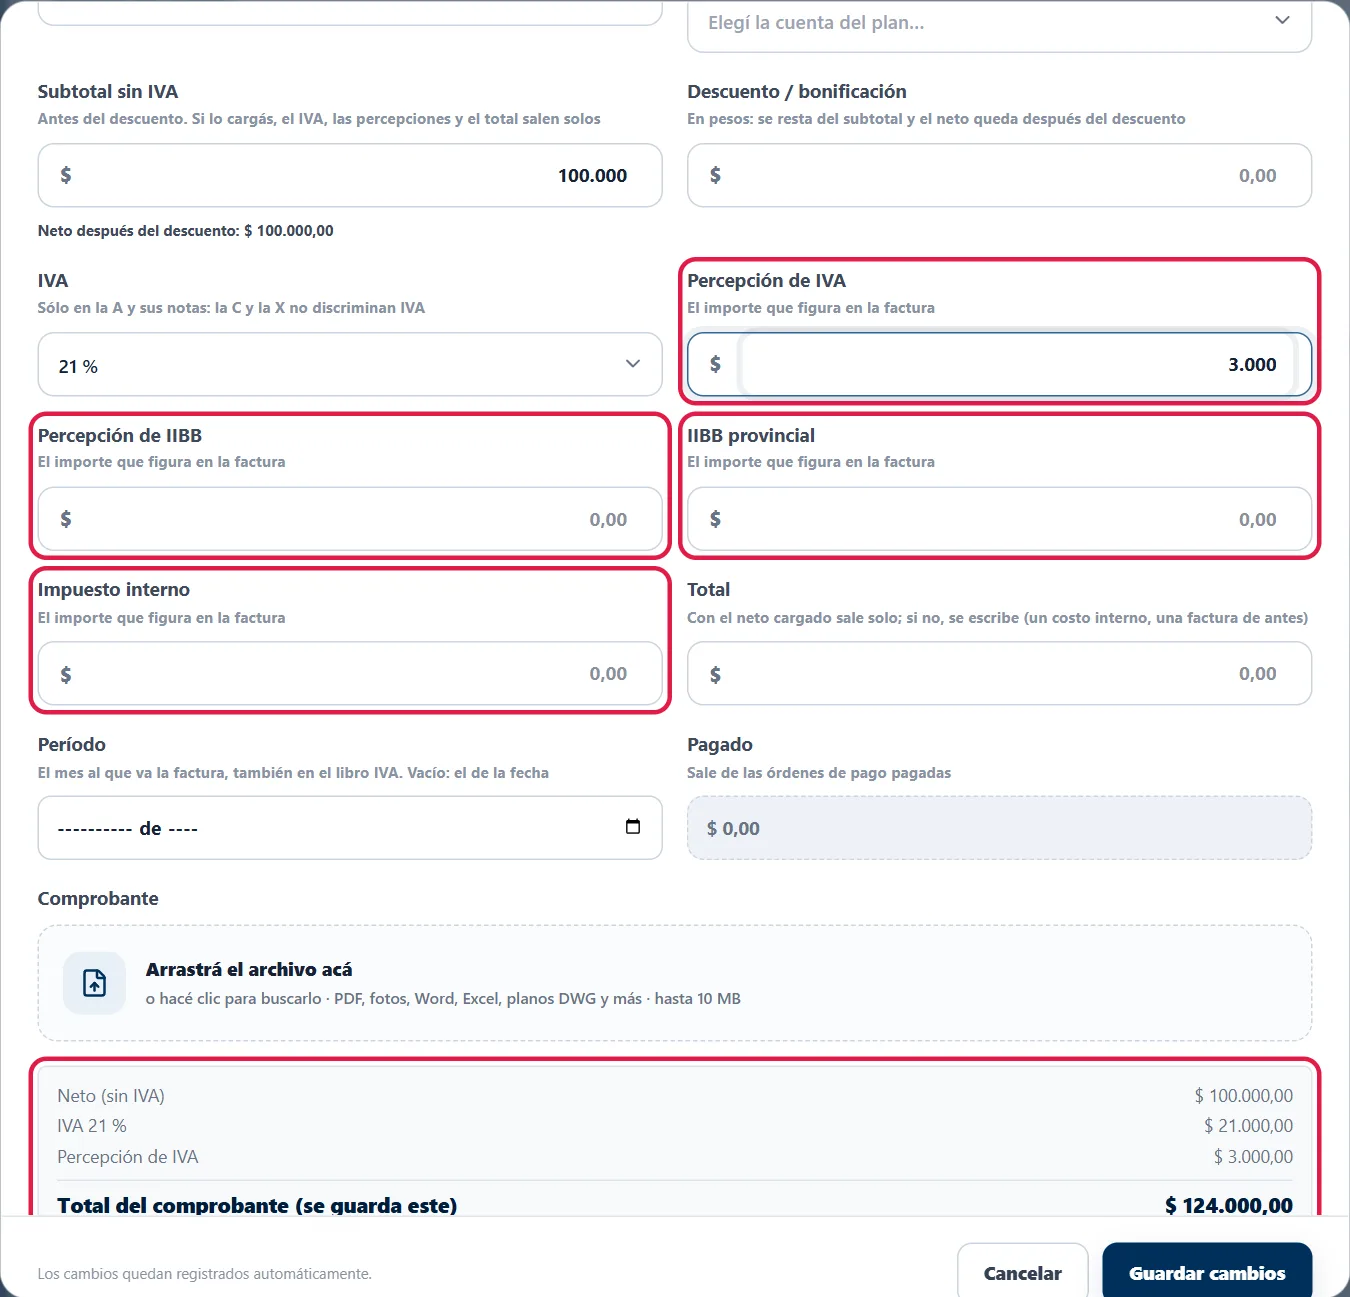 Elegí la cuenta del plan...
Subtotal sin IVA
Antes del descuento. Si lo cargás, el IVA, las percepciones y el total salen solos
$ 100.000
Neto después del descuento: $ 100.000,00
Descuento / bonificación
En pesos: se resta del subtotal y el neto queda después del descuento
$ 0,00
IVA
Sólo en la A y sus notas: la C y la X no discriminan IVA
21 %
Percepción de IVA
El importe que figura en la factura
$ 3.000
Percepción de IIBB
El importe que figura en la factura
$ 0,00
IIBB provincial
El importe que figura en la factura
$ 0,00
Impuesto interno
El importe que figura en la factura
$ 0,00
Total
Con el neto cargado sale solo; si no, se escribe (un costo interno, una factura de antes)
$ 0,00
Período
El mes al que va la factura, también en el libro IVA. Vacío: el de la fecha
---------- de ----
Pagado
Sale de las órdenes de pago pagadas
$ 0,00
Comprobante
Arrastrá el archivo acá
o hacé clic para buscarlo · PDF, fotos, Word, Excel, planos DWG y más · hasta 10 MB
Neto (sin IVA) $ 100.000,00
IVA 21 % $ 21.000,00
Percepción de IVA $ 3.000,00
Total del comprobante (se guarda este) $ 124.000,00
Los cambios quedan registrados automáticamente.
Cancelar
Guardar cambios